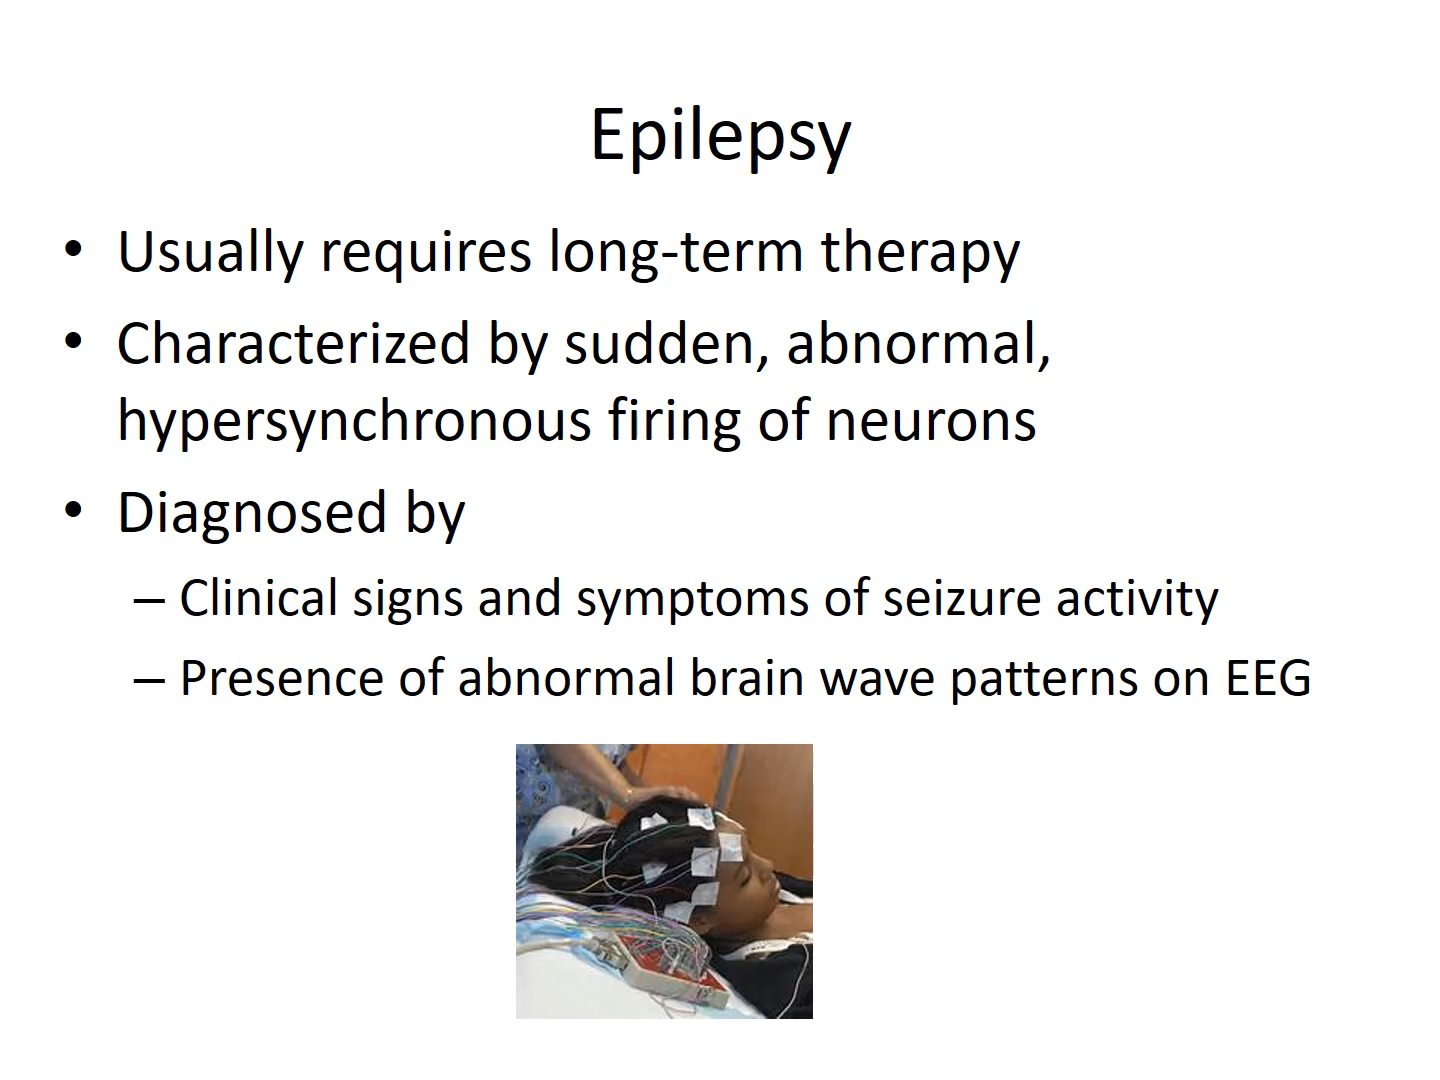 Epilepsy
• Usually requires long-term therapy
• Characterized by sudden, abnormal,
hypersynchronous firing of neurons
• Diagnosed by
– Clinical signs and symptoms of seizure activity
– Presence of abnormal brain wave patterns on EEG